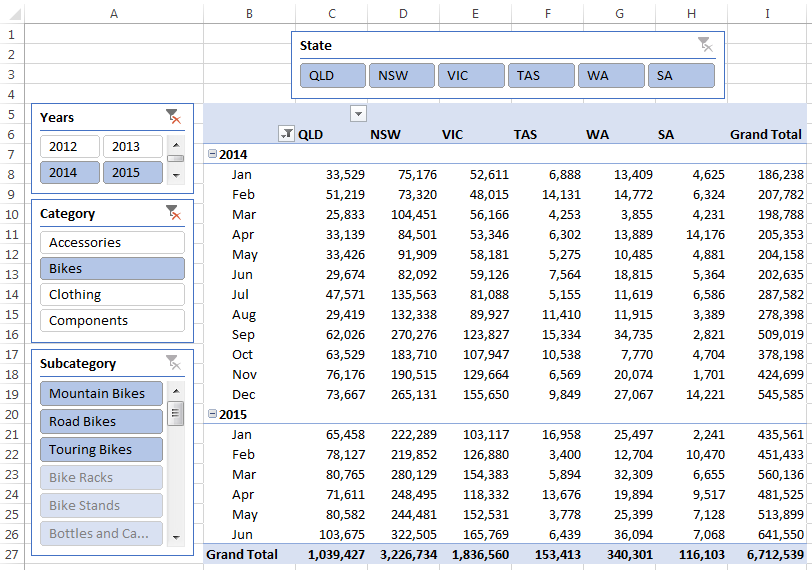 A B C D E F G H I
1
2 State
3 QLD NSW VIC TAS WA SA
4
5 Years
6 2012 2013 QLD NSW VIC TAS WA SA Grand Total
7 2014
8 2014 2015 Jan 33,529 75,176 52,611 6,888 13,409 4,625 186,238
9 Feb 51,219 73,320 48,015 14,131 14,772 6,324 207,782
10 Category Mar 25,833 104,451 56,166 4,253 3,855 4,231 198,788
11 Accessories Apr 33,139 84,501 53,346 6,302 13,889 14,176 205,353
12 May 33,426 91,909 58,181 5,275 10,485 4,881 204,158
13 Bikes Jun 29,674 82,092 59,126 7,564 18,815 5,364 202,635
14 Clothing Jul 47,571 135,563 81,088 5,155 11,619 6,586 287,582
15 Components Aug 29,419 132,338 89,927 11,410 11,915 3,389 278,398
16 Sep 62,026 270,276 123,827 15,334 34,735 2,821 509,019
17 Subcategory Oct 63,529 183,710 107,947 10,538 7,770 4,704 378,198
18 Nov 76,176 190,515 129,664 6,569 20,074 1,701 424,699
19 Mountain Bikes Dec 73,667 265,131 155,650 9,849 27,067 14,221 545,585
20 Road Bikes 2015
21 Jan 65,458 222,289 103,117 16,958 25,497 2,241 435,561
22 Touring Bikes Feb 78,127 219,852 126,880 3,400 12,704 10,470 451,433
23 Bike Racks Mar 80,765 280,129 154,383 5,894 32,309 6,655 560,136
24 Apr 71,611 248,495 118,332 13,676 19,894 9,517 481,525
25 Bike Stands May 80,582 244,481 152,531 3,778 25,399 7,128 513,899
26 Bottles and Ca... Jun 103,675 322,505 165,769 6,439 36,094 7,068 641,550
27 Grand Total 1,039,427 3,226,734 1,836,560 153,413 340,301 116,103 6,712,539